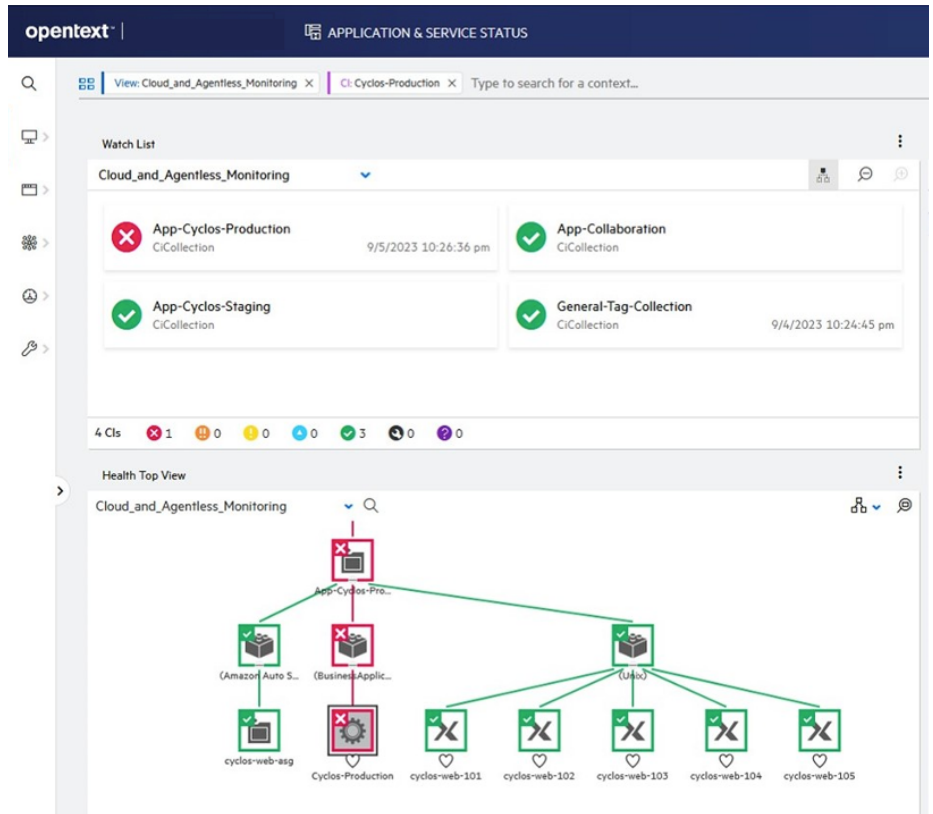 opentext™ |
APPLICATION & SERVICE STATUS
View: Cloud_and_Agentless_Monitoring
CI: Cyclos-Production
Type to search for a context...
Watch List
Cloud_and_Agentless_Monitoring
App-Cyclos-Production
CiCollection
9/5/2023 10:26:36 pm
App-Collaboration
CiCollection
App-Cyclos-Staging
CiCollection
General-Tag-Collection
CiCollection
9/4/2023 10:24:45 pm
4 CIs 1 0 0 0 3 0 0
Health Top View
Cloud_and_Agentless_Monitoring
App-Cyclos-Pro...
(Amazon Auto S... (BusinessApplic... (Unix)
cyclos-web-asg Cyclos-Production cyclos-web-101 cyclos-web-102 cyclos-web-103 cyclos-web-104 cyclos-web-105